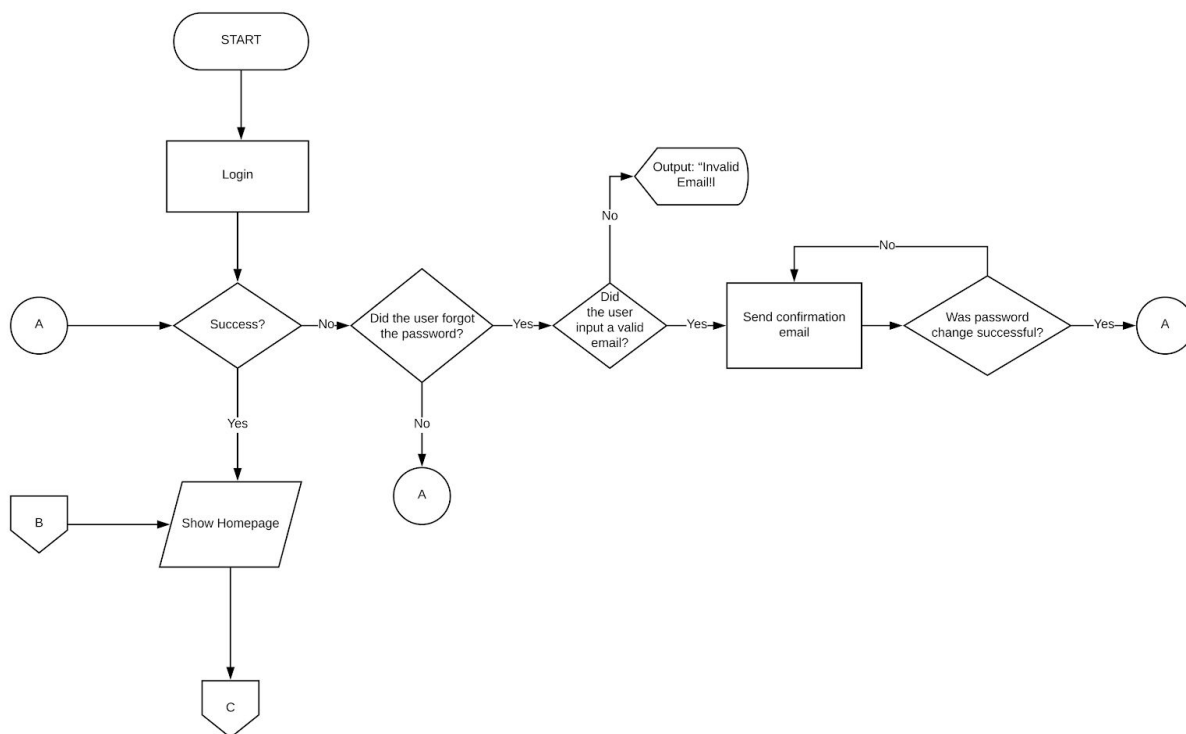 START
Login
Output: “Invalid
Email!l
No
No
Did
the user
input a valid
email?
A
Success?
No
Did the user forgot
the password?
Yes
Yes
Send confirmation
email
Was password
change successful?
Yes
A
Yes
No
A
B
Show Homepage
C